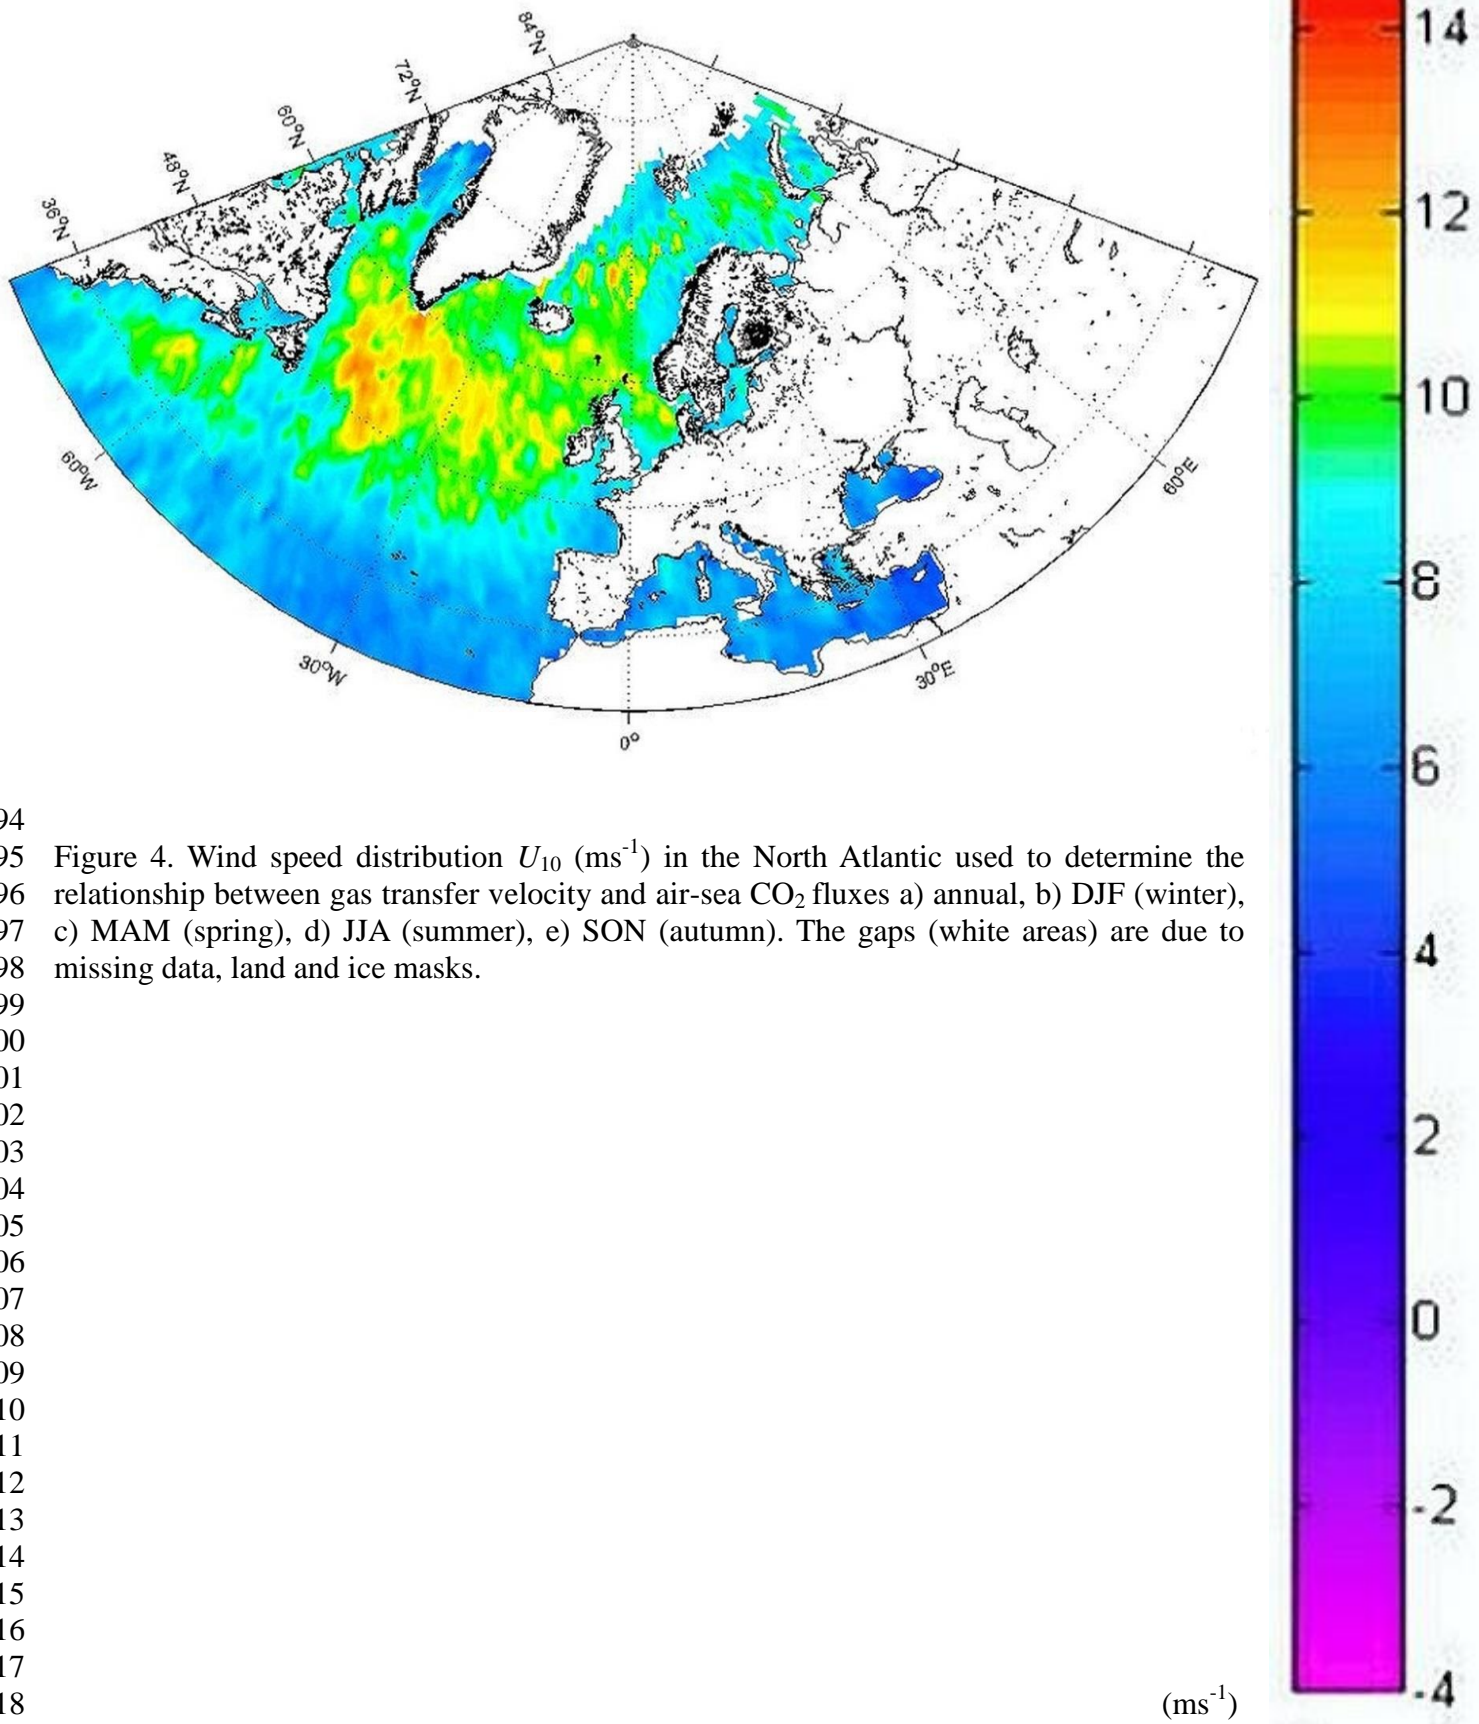 84°N
72°N
60°N
48°N
36°N
60°W
30°W
0°
30°E
60°E
14
12
10
8
6
4
2
0
-2
-4
94
95 Figure 4. Wind speed distribution U10 (ms-1) in the North Atlantic used to determine the
96 relationship between gas transfer velocity and air-sea CO2 fluxes a) annual, b) DJF (winter),
97 c) MAM (spring), d) JJA (summer), e) SON (autumn). The gaps (white areas) are due to
98 missing data, land and ice masks.
99
00
01
02
03
04
05
06
07
08
09
10
11
12
13
14
15
16
17
18 (ms-1)